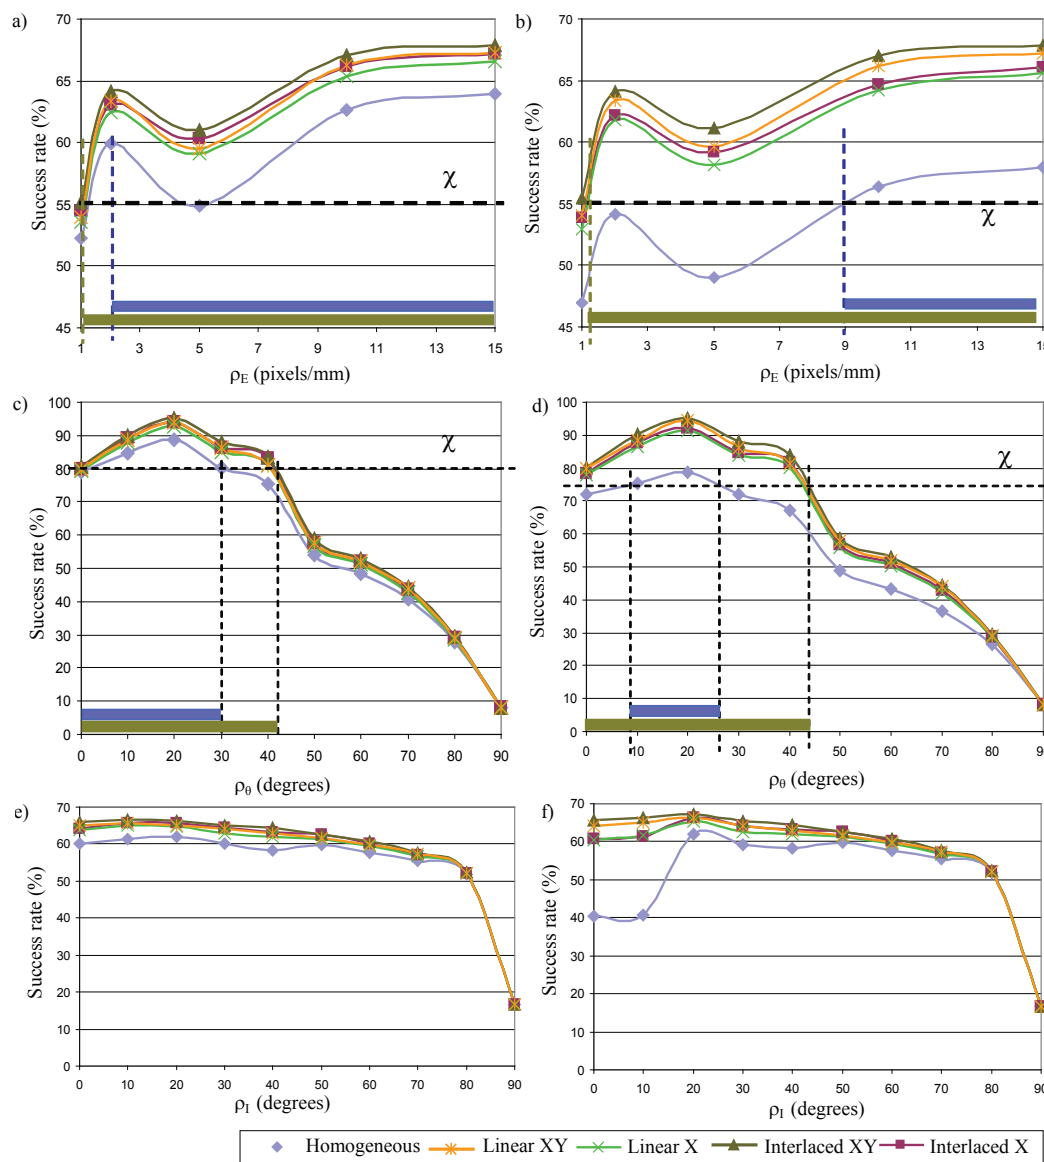 a)
Success rate (%)
70
65
60
55
50
45
χ
1 3 5 7 9 11 13 15
ρE (pixels/mm)
b)
Success rate (%)
70
65
60
55
50
45
χ
1 3 5 7 9 11 13 15
ρE (pixels/mm)
c)
Success rate (%)
100
90
80
70
60
50
40
30
20
10
0
χ
0 10 20 30 40 50 60 70 80 90
ρθ (degrees)
d)
Success rate (%)
100
90
80
70
60
50
40
30
20
10
0
χ
0 10 20 30 40 50 60 70 80 90
ρθ (degrees)
e)
Success rate (%)
70
60
50
40
30
20
10
0
0 10 20 30 40 50 60 70 80 90
ρI (degrees)
f)
Success rate (%)
70
60
50
40
30
20
10
0
0 10 20 30 40 50 60 70 80 90
ρI (degrees)
Homogeneous Linear XY Linear X Interlaced XY Interlaced X